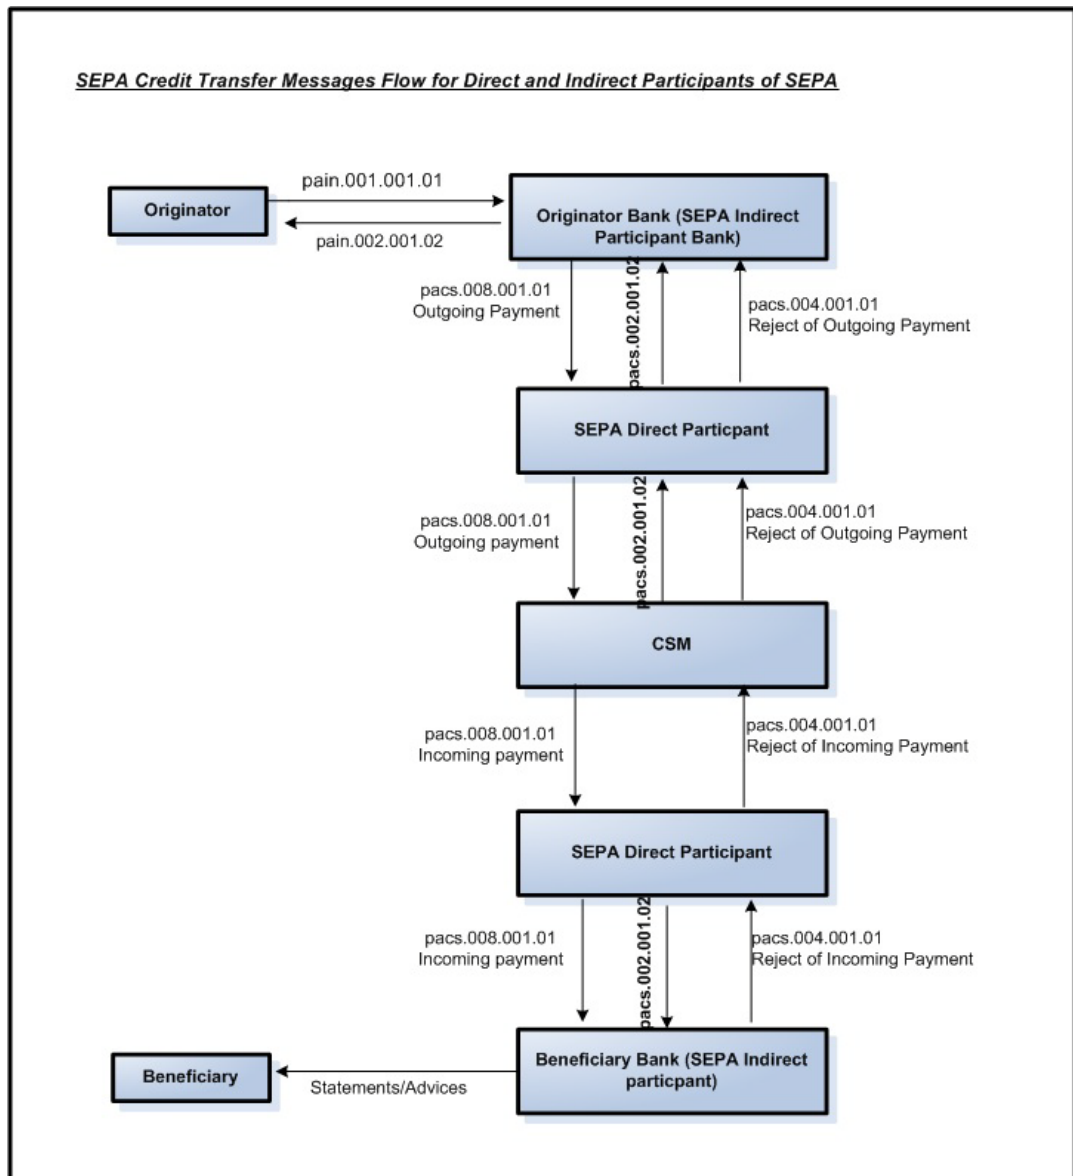 SEPA Credit Transfer Messages Flow for Direct and Indirect Participants of SEPA
pain.001.001.01
Originator
pain.002.001.02
Originator Bank (SEPA Indirect
Participant Bank)
pacs.008.001.01
Outgoing Payment
pacs.002.001.02
pacs.004.001.01
Reject of Outgoing Payment
SEPA Direct Particpant
pacs.008.001.01
Outgoing payment
pacs.002.001.02
pacs.004.001.01
Reject of Outgoing Payment
CSM
pacs.008.001.01
Incoming payment
pacs.004.001.01
Reject of Incoming Payment
SEPA Direct Participant
pacs.008.001.01
Incoming payment
pacs.002.001.02
pacs.004.001.01
Reject of Incoming Payment
Beneficiary Bank (SEPA Indirect
particpant)
Beneficiary
Statements/Advices